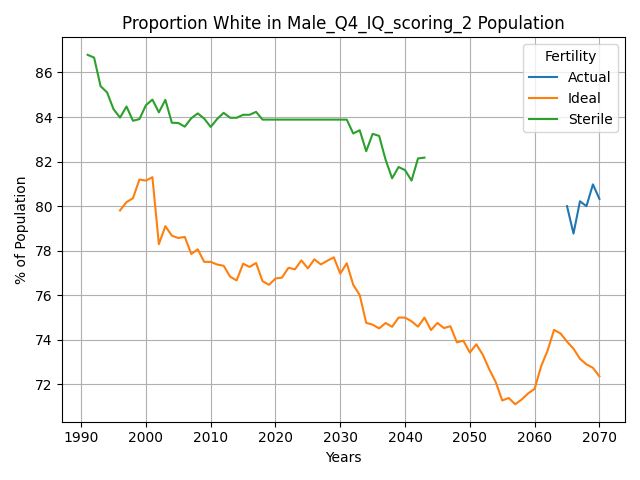 Proportion White in Male_Q4_IQ_scoring_2 Population
Fertility
Actual
Ideal
Sterile
% of Population
86
84
82
80
78
76
74
72
1990
2000
2010
2020
2030
2040
2050
2060
2070
Years